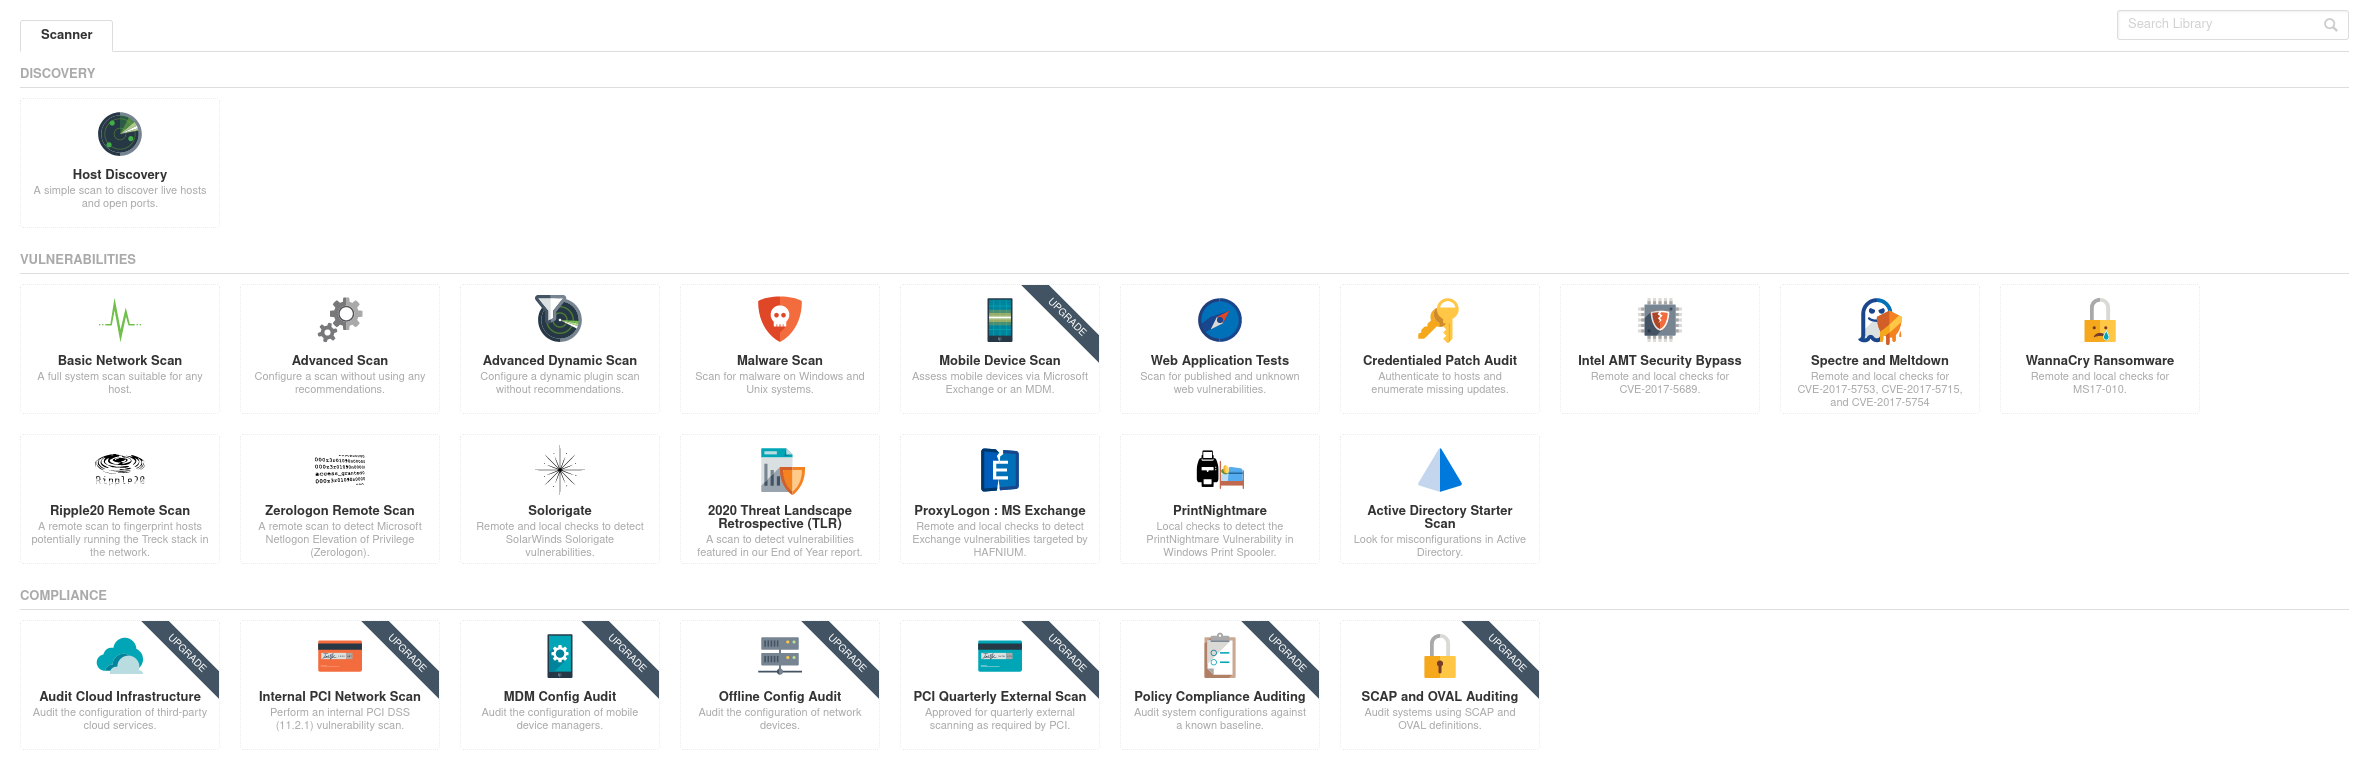 Scanner
Search Library
DISCOVERY
Host Discovery
A simple scan to discover live hosts
and open ports.
VULNERABILITIES
Basic Network Scan
A full system scan suitable for any
host.
Advanced Scan
Configure a scan without using any
recommendations.
Advanced Dynamic Scan
Configure a dynamic plugin scan
without recommendations.
Malware Scan
Scan for malware on Windows and
Unix systems.
UPGRADE
Mobile Device Scan
Assess mobile devices via Microsoft
Exchange or an MDM.
Web Application Tests
Scan for published and unknown
web vulnerabilities.
Credentialed Patch Audit
Authenticate to hosts and
enumerate missing updates.
Intel AMT Security Bypass
Remote and local checks for
CVE-2017-5689.
Spectre and Meltdown
Remote and local checks for
CVE-2017-5753, CVE-2017-5715,
and CVE-2017-5754
WannaCry Ransomware
Remote and local checks for
MS17-010.
Ripple20
Ripple20 Remote Scan
A remote scan to fingerprint hosts
potentially running the Treck stack in
the network.
Zerologon Remote Scan
A remote scan to detect Microsoft
Netlogon Elevation of Privilege
(Zerologon).
Solorigate
Remote and local checks to detect
SolarWinds Solorigate
vulnerabilities.
2020 Threat Landscape
Retrospective (TLR)
A scan to detect vulnerabilities
featured in our End of Year report.
E
ProxyLogon : MS Exchange
Remote and local checks to detect
Exchange vulnerabilities targeted by
HAFNIUM.
PrintNightmare
Local checks to detect the
PrintNightmare Vulnerability in
Windows Print Spooler.
Active Directory Starter
Scan
Look for misconfigurations in Active
Directory.
COMPLIANCE
UPGRADE
Audit Cloud Infrastructure
Audit the configuration of third-party
cloud services.
UPGRADE
Internal PCI Network Scan
Perform an internal PCI DSS
(11.2.1) vulnerability scan.
UPGRADE
MDM Config Audit
Audit the configuration of mobile
device managers.
UPGRADE
Offline Config Audit
Audit the configuration of network
devices.
UPGRADE
PCI Quarterly External Scan
Approved for quarterly external
scanning as required by PCI.
UPGRADE
Policy Compliance Auditing
Audit system configurations against
a known baseline.
UPGRADE
SCAP and OVAL Auditing
Audit systems using SCAP and
OVAL definitions.